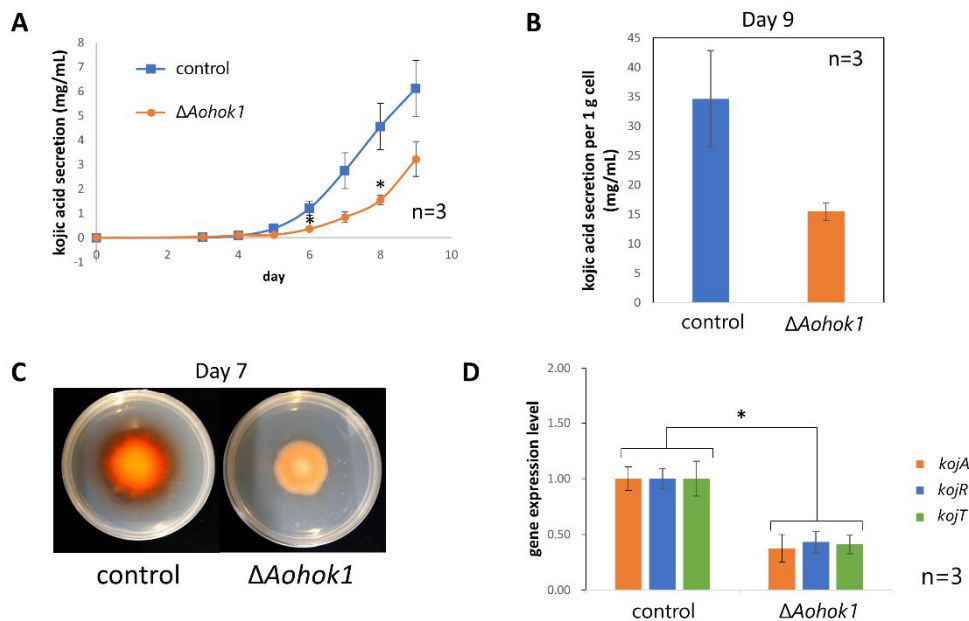 A
kojic acid secretion (mg/mL)
8
7
6
5
4
3
2
1
0
-1
control
ΔAohok1
*
*
n=3
0
2
4
6
8
10
day
B
Day 9
kojic acid secretion per 1 g cell
(mg/mL)
45
40
35
30
25
20
15
10
5
0
n=3
control
ΔAohok1
C
Day 7
control
ΔAohok1
D
gene expression level
2.00
1.50
1.00
0.50
0.00
*
kojA
kojR
kojT
control
ΔAohok1
n=3